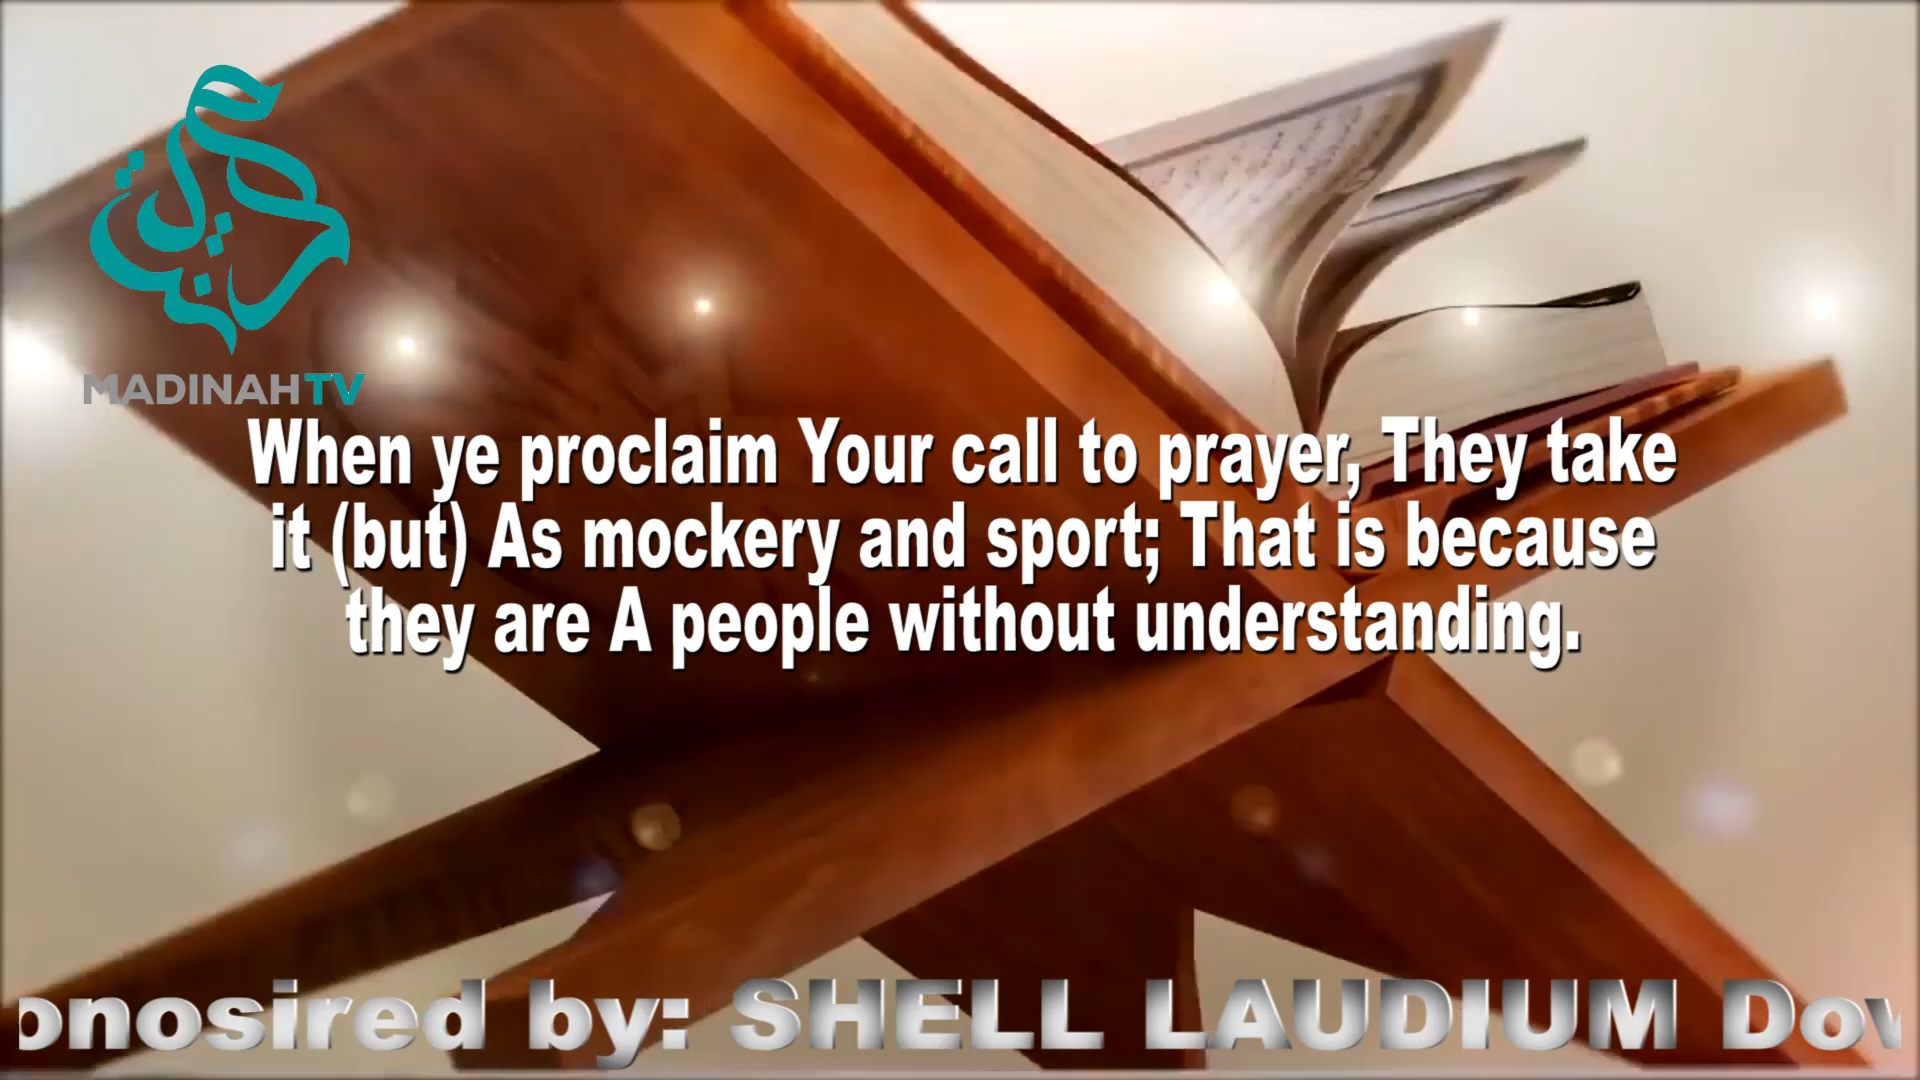 MADINAHTV
When ye proclaim Your call to prayer, They take
it (but) As mockery and sport; That is because
they are A people without understanding.
onosired by: SHELL LAUDIUM Dov